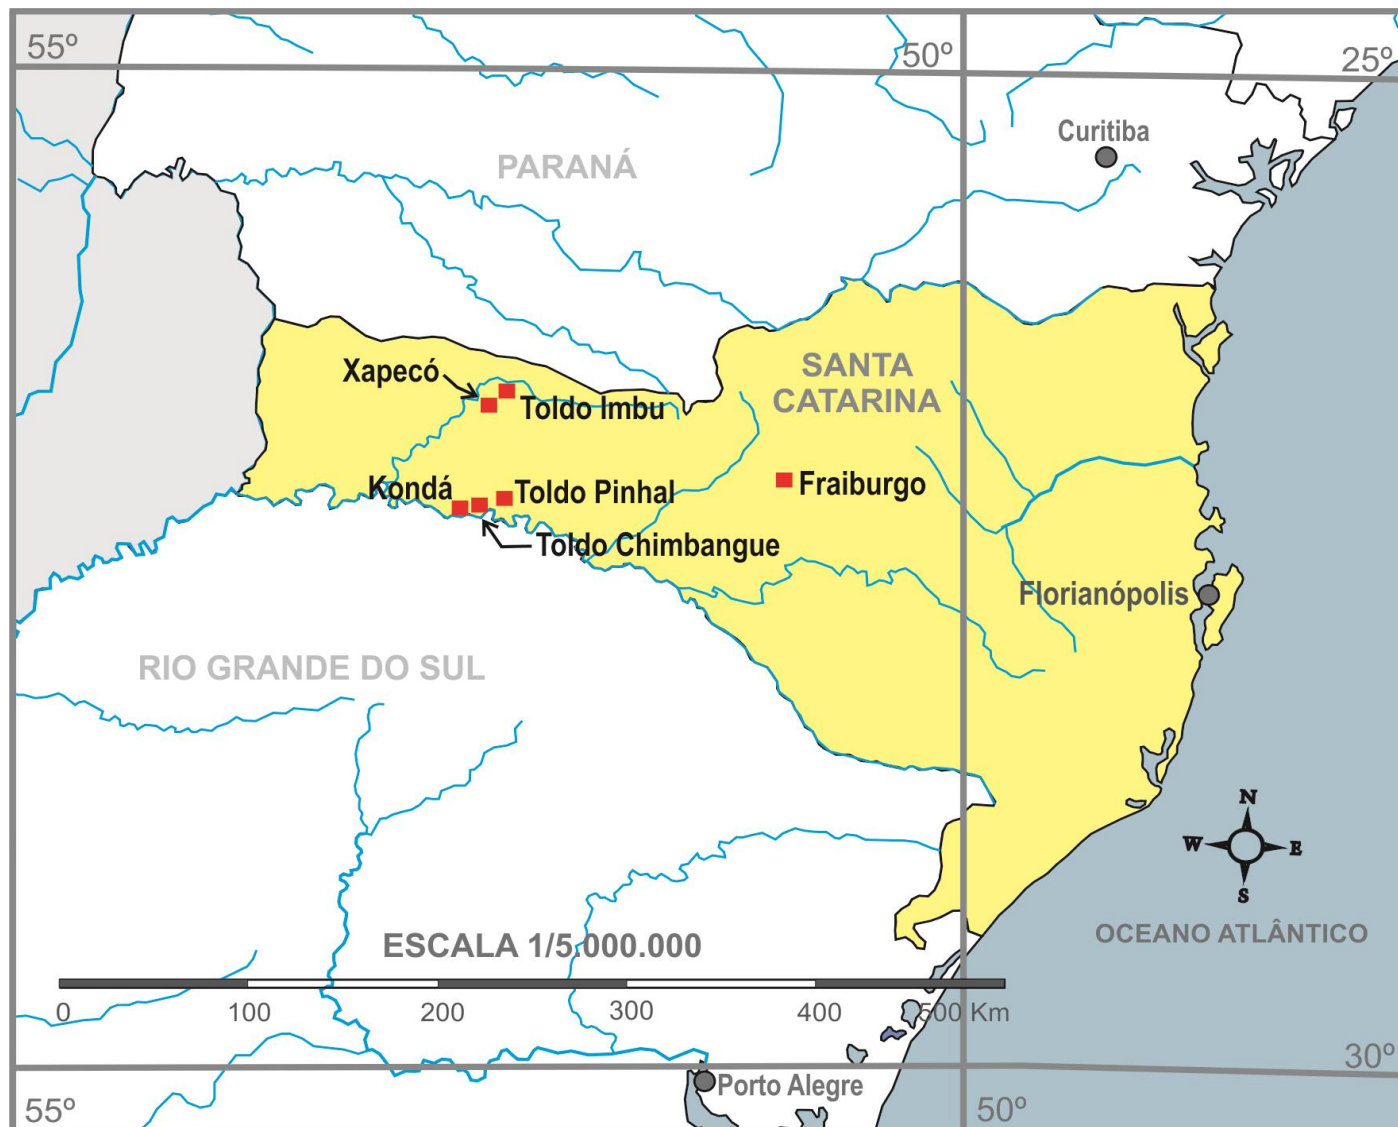 55º
50º
25º
Curitiba
PARANÁ
SANTA
CATARINA
Xapecó
Toldo Imbu
Kondá
Toldo Pinhal
Fraiburgo
Toldo Chimbangue
Florianópolis
RIO GRANDE DO SUL
N
W
E
S
OCEANO ATLÂNTICO
ESCALA 1/5.000.000
0 100 200 300 400 500 Km
30º
Porto Alegre
55º
50º